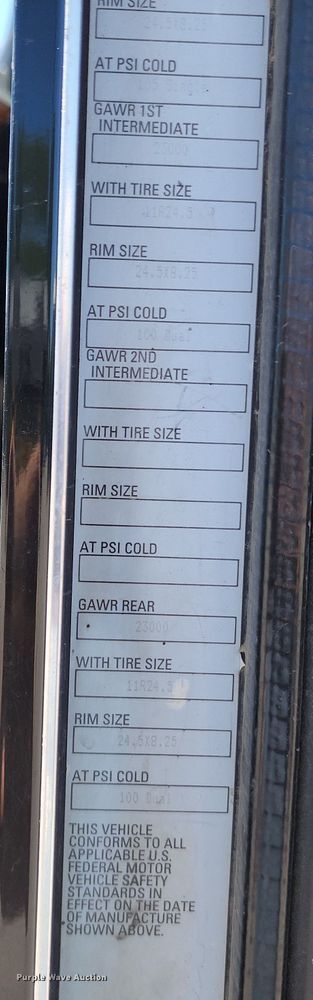 RIM SIZE
24.5X8.25
AT PSI COLD
105 Single
GAWR 1ST
INTERMEDIATE
23000
WITH TIRE SIZE
11R24.5
RIM SIZE
24.5X8.25
AT PSI COLD
100 Dual
GAWR 2ND
INTERMEDIATE
WITH TIRE SIZE
RIM SIZE
AT PSI COLD
GAWR REAR
23000
WITH TIRE SIZE
11R24.5
RIM SIZE
24.5X8.25
AT PSI COLD
100 Dual
THIS VEHICLE
CONFORMS TO ALL
APPLICABLE U.S.
FEDERAL MOTOR
VEHICLE SAFETY
STANDARDS IN
EFFECT ON THE DATE
OF MANUFACTURE
SHOWN ABOVE.
Purple Wave Auction